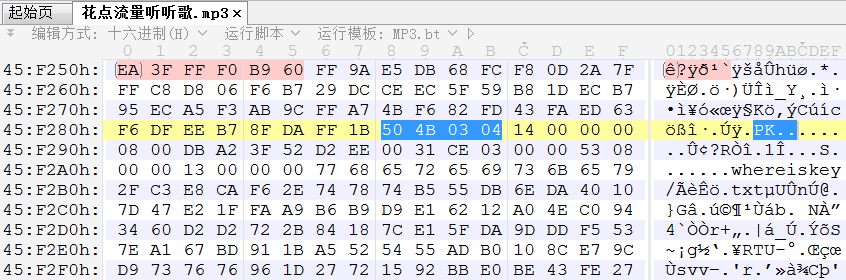 起始页 花点流量听听歌.mp3 ×
编辑方式: 十六进制(H) 运行脚本 运行模板: MP3.bt
0 1 2 3 4 5 6 7 8 9 A B C D E F 0123456789ABCDEF
45:F250h: EA 3F FF F0 B9 60 FF 9A E5 DB 68 FC F8 0D 2A 7F ê?ÿð¹`ÿšåÛhüø.*.
45:F260h: FF C8 D8 06 F6 B7 29 DC CE EC 5F 59 B8 1D EC B7 ÿÈØ.ö·)ÜÎì_Y¸.ì·
45:F270h: 95 EC A5 F3 AB 9C FF A7 4B F6 82 FD 43 FA ED 63 •ì¥ó«œÿ§Kö‚ýCúíc
45:F280h: F6 DF EE B7 8F DA FF 1B 50 4B 03 04 14 00 00 00 ößî·.Úÿ.PK......
45:F290h: 08 00 DB A2 3F 52 D2 EE 00 31 CE 03 00 00 53 08 ..Û¢?RÒî.1Î...S.
45:F2A0h: 00 00 13 00 00 00 77 68 65 72 65 69 73 6B 65 79 ......whereiskey
45:F2B0h: 2F C3 E8 CA F6 2E 74 78 74 B5 55 DB 6E DA 40 10 /ÃèÊö.txtµUÛnÚ@.
45:F2C0h: 7D 47 E2 1F FA A9 B6 B9 D9 E1 62 12 A0 4E C0 94 }Gâ.ú©¶¹Ùáb. NÀ”
45:F2D0h: 34 60 D2 D2 72 2B 84 18 7C E1 5F DA 9D DD F5 53 4`ÒÒr+„.|á_Ú.ÝõS
45:F2E0h: 7E A1 67 BD 91 1B A5 52 54 55 AD B0 10 8C E7 9C ~¡g½‘.¥RTU-°.Œçœ
45:F2F0h: D9 73 76 76 96 1D 27 72 15 92 BB E0 BE 43 FE 27 Ùsvv–.'r.’»à¾Cþ'